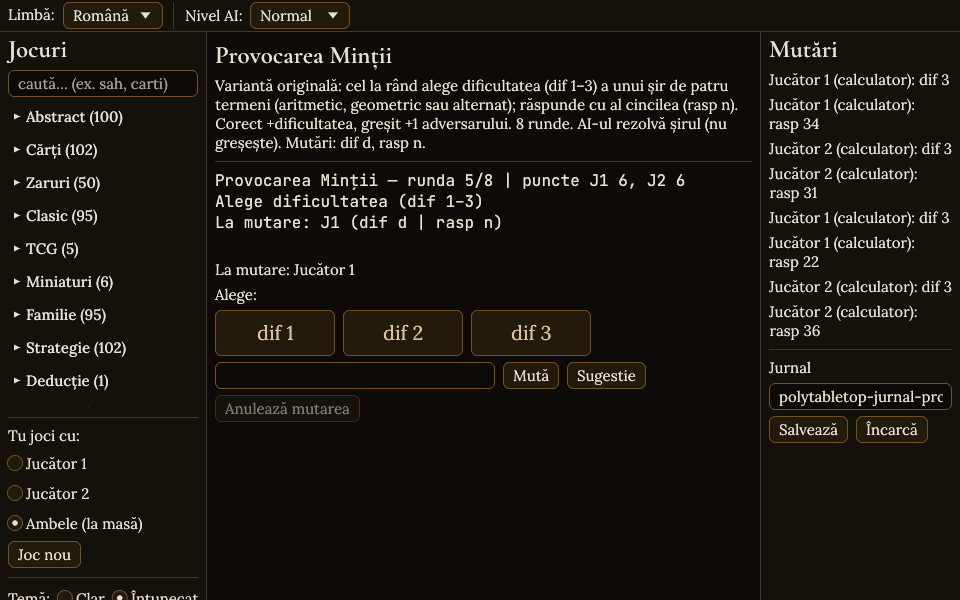 Limbă: Română ▼ Nivel AI: Normal ▼
Jocuri
caută... (ex. sah, carti)
▸ Abstract (100)
▸ Cărți (102)
▸ Zaruri (50)
▸ Clasic (95)
▸ TCG (5)
▸ Miniaturi (6)
▸ Familie (95)
▸ Strategie (102)
▸ Deducție (1)
Tu joci cu:
Jucător 1
Jucător 2
Ambele (la masă)
Joc nou
Temă: Clar Întunecat
Provocarea Minții
Variantă originală: cel la rând alege dificultatea (dif 1–3) a unui șir de patru
termeni (aritmetic, geometric sau alternat); răspunde cu al cincilea (rasp n).
Corect +dificultatea, greșit +1 adversarului. 8 runde. AI-ul rezolvă șirul (nu
greșește). Mutări: dif d, rasp n.
Provocarea Minții — runda 5/8 | puncte J1 6, J2 6
Alege dificultatea (dif 1–3)
La mutare: J1 (dif d | rasp n)
La mutare: Jucător 1
Alege:
dif 1 dif 2 dif 3
Mută Sugestie
Anulează mutarea
Mutări
Jucător 1 (calculator): dif 3
Jucător 1 (calculator):
rasp 34
Jucător 2 (calculator): dif 3
Jucător 2 (calculator):
rasp 31
Jucător 1 (calculator): dif 3
Jucător 1 (calculator):
rasp 22
Jucător 2 (calculator): dif 3
Jucător 2 (calculator):
rasp 36
Jurnal
polytabletop-jurnal-prc
Salvează Încarcă